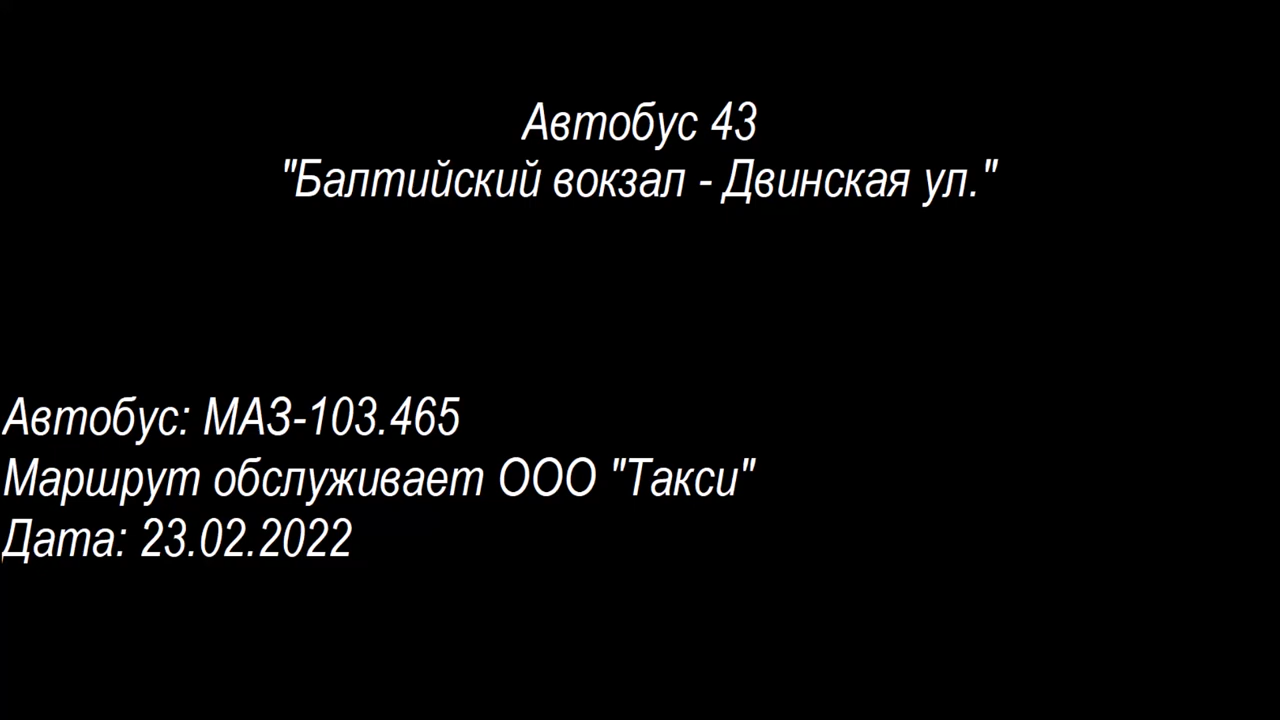 Автобус 43
"Балтийский вокзал - Двинская ул."
Автобус: МАЗ-103.465
Маршрут обслуживает ООО "Такси"
Дата: 23.02.2022